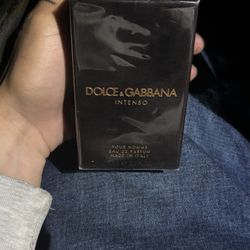 DOLCE & GABBANA
INTENSO
POUR HOMME
EAU DE PARFUM
MADE IN ITALY